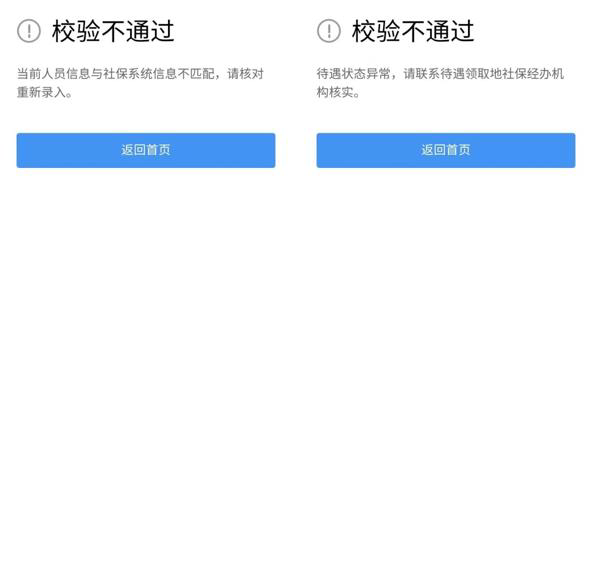 校验不通过
当前人员信息与社保系统信息不匹配，请核对
重新录入。
返回首页
校验不通过
待遇状态异常，请联系待遇领取地社保经办机
构核实。
返回首页